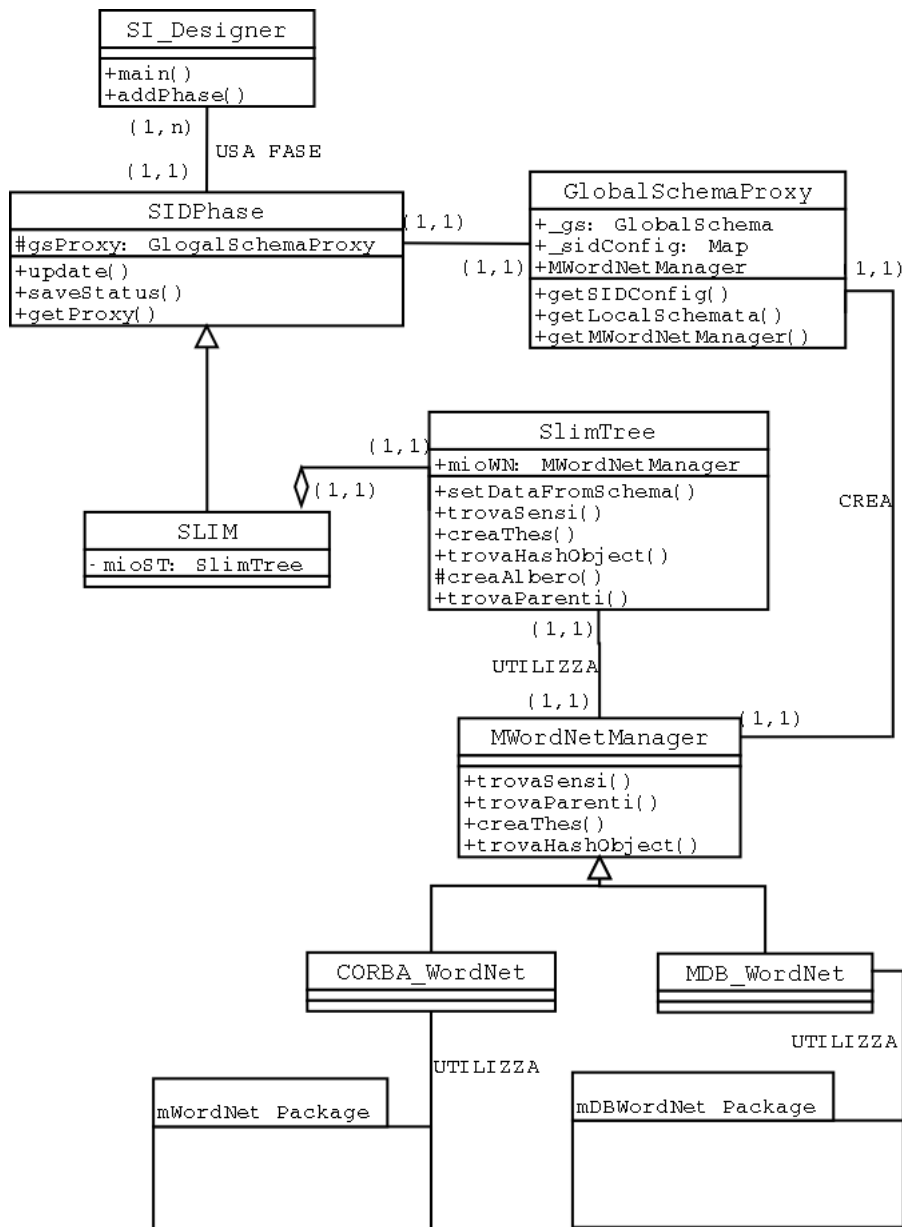 SI_Designer
+main()
+addPhase()
(1,n)
USA FASE
(1,1)
SIDPhase
#gsProxy: GlogalSchemaProxy
+update()
+saveStatus()
+getProxy()
(1,1)
(1,1)
GlobalSchemaProxy
+_gs: GlobalSchema
+_sidConfig: Map
+MWordNetManager
+getSIDConfig()
+getLocalSchemata()
+getMWordNetManager()
1,1)
CREA
SlimTree
+mioWN: MWordNetManager
+setDataFromSchema()
+trovaSensi()
+creaThes()
+trovaHashObject()
#creaAlbero()
+trovaParenti()
(1,1)
(1,1)
SLIM
-mioST: SlimTree
(1,1)
UTILIZZA
(1,1)
(1,1)
MWordNetManager
+trovaSensi()
+trovaParenti()
+creaThes()
+trovaHashObject()
CORBA_WordNet
MDB_WordNet
UTILIZZA
UTILIZZA
mWordNet Package
mDBWordNet Package